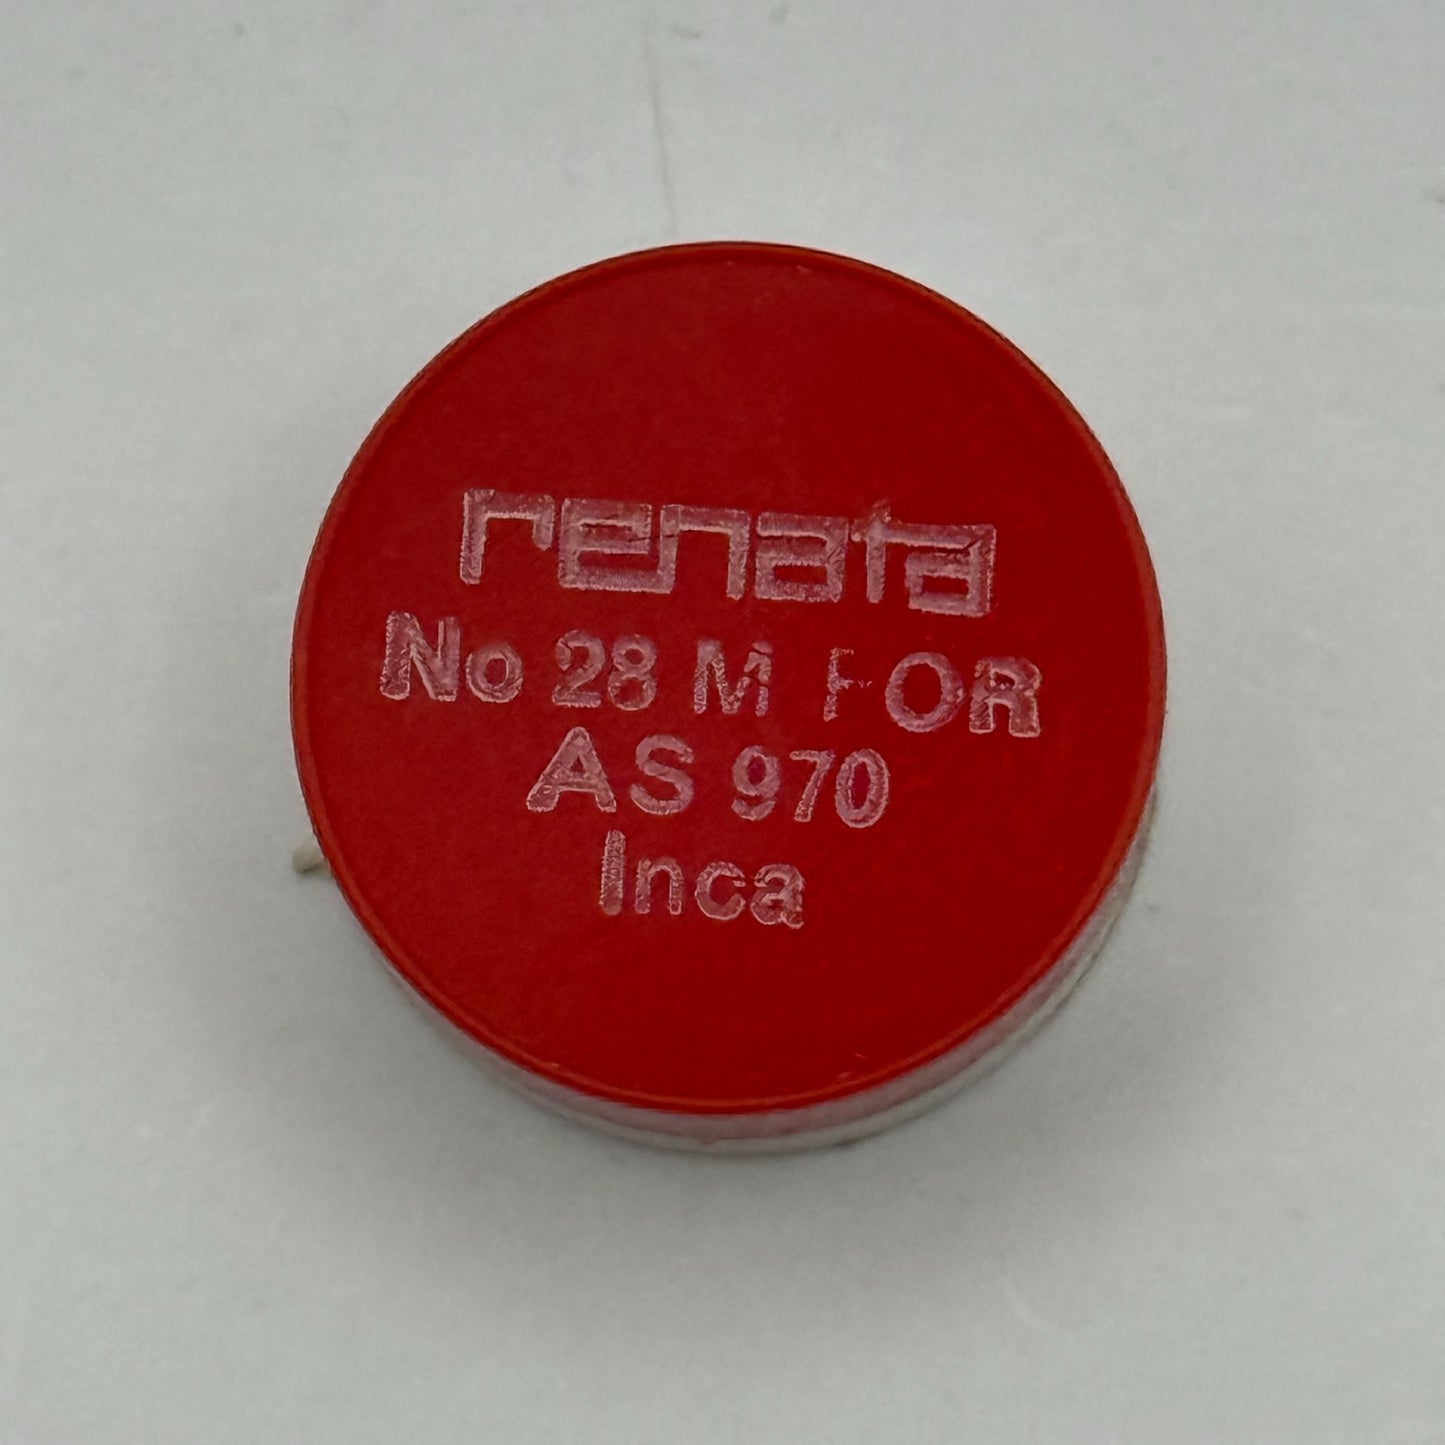 renata
No 28 M FOR
AS 970
Inca